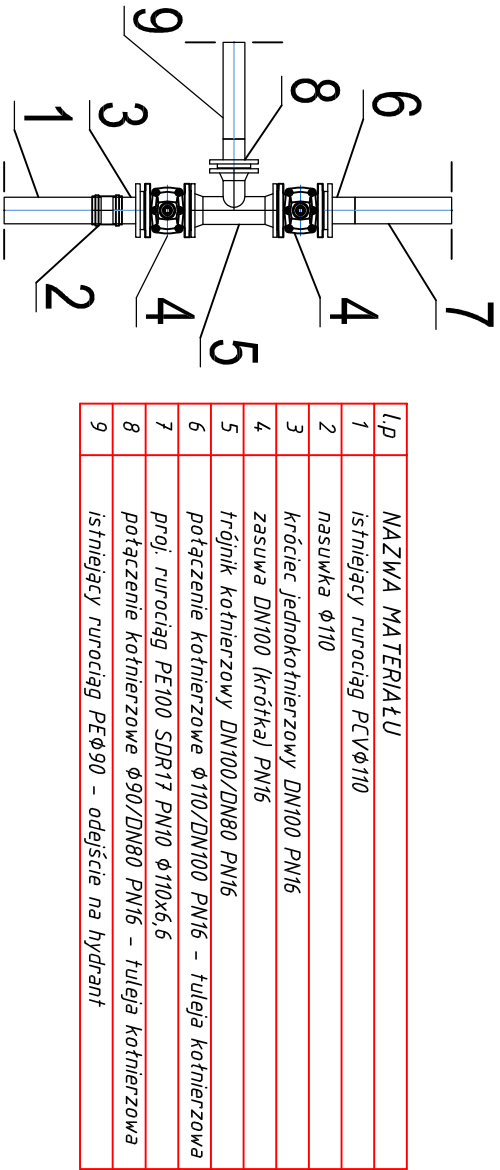 7
6
4
8
5
4
9
3
2
1
l.p NAZWA MATERIAŁU
1 istniejący rurociąg PCVϕ110
2 nasuwka ϕ110
3 króciec jednokołnierzowy DN100 PN16
4 zasuwa DN100 (krótka) PN16
5 trójnik kołnierzowy DN100/DN80 PN16
6 połączenie kołnierzowe ϕ110/DN100 PN16 - tuleja kołnierzowa
7 proj. rurociąg PE100 SDR17 PN10 ϕ110x6,6
8 połączenie kołnierzowe ϕ90/DN80 PN16 - tuleja kołnierzowa
9 istniejący rurociąg PEϕ90 - odejście na hydrant